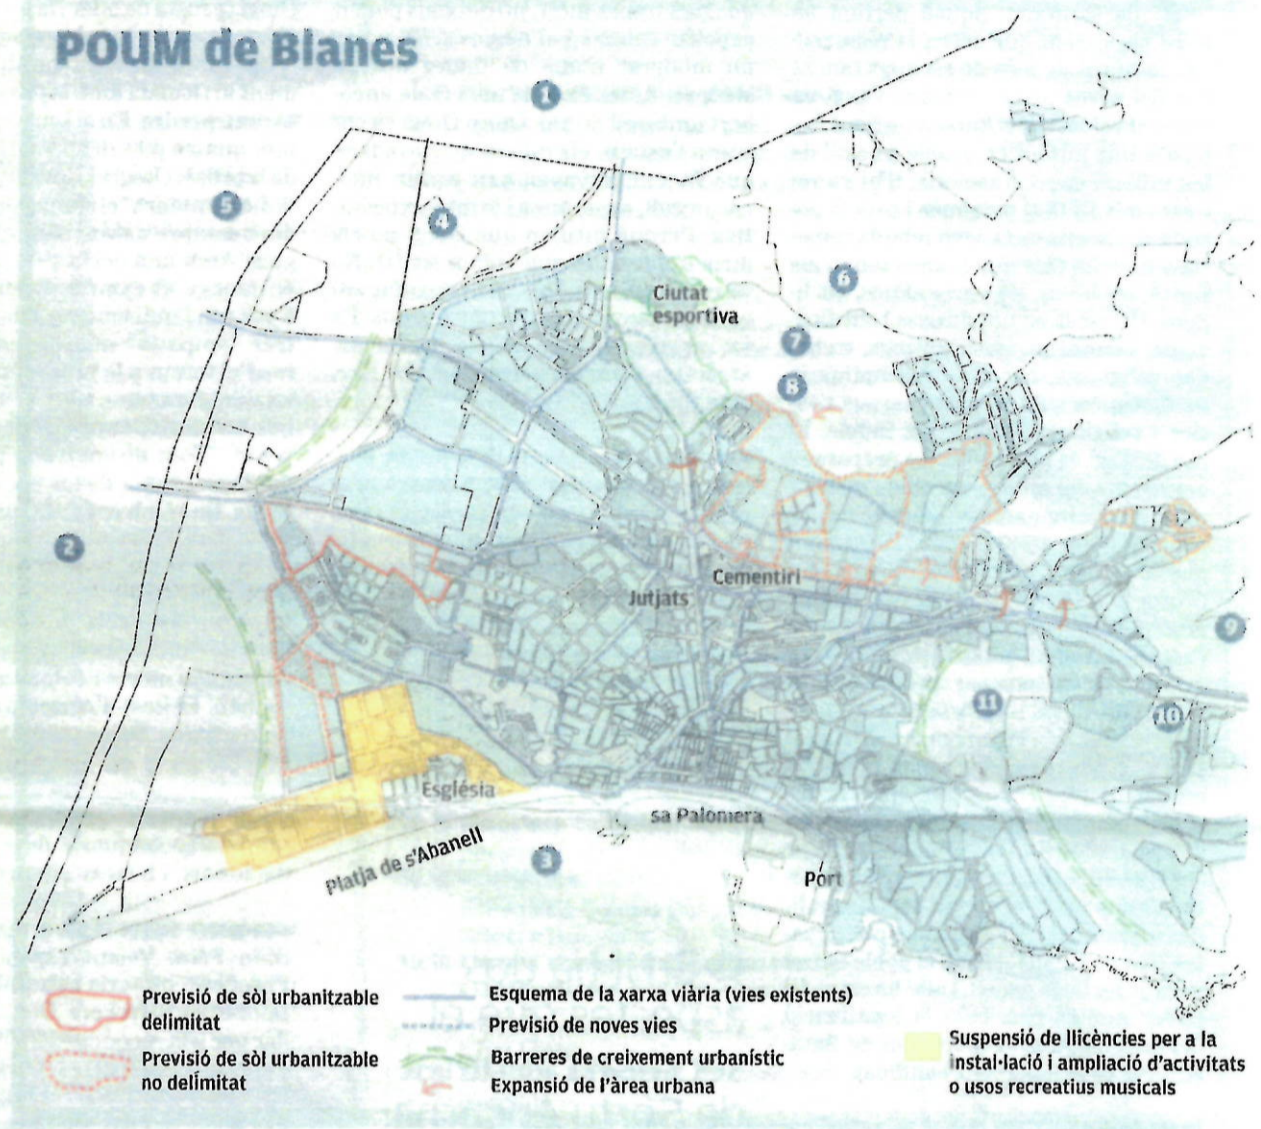 POUM de Blanes
1
5
4
6
Ciutat
esportiva
7
8
2
Cementiri
Jutjats
9
11
10
Església
sa Palomera
Platja de s'Abanell
3
Port
Previsió de sòl urbanitzable
delimitat
Previsió de sòl urbanitzable
no delimitat
Esquema de la xarxa viària (vies existents)
Previsió de noves vies
Barreres de creixement urbanístic
Expansió de l'àrea urbana
Suspensió de llicències per a la
instal·lació i ampliació d'activitats
o usos recreatius musicals